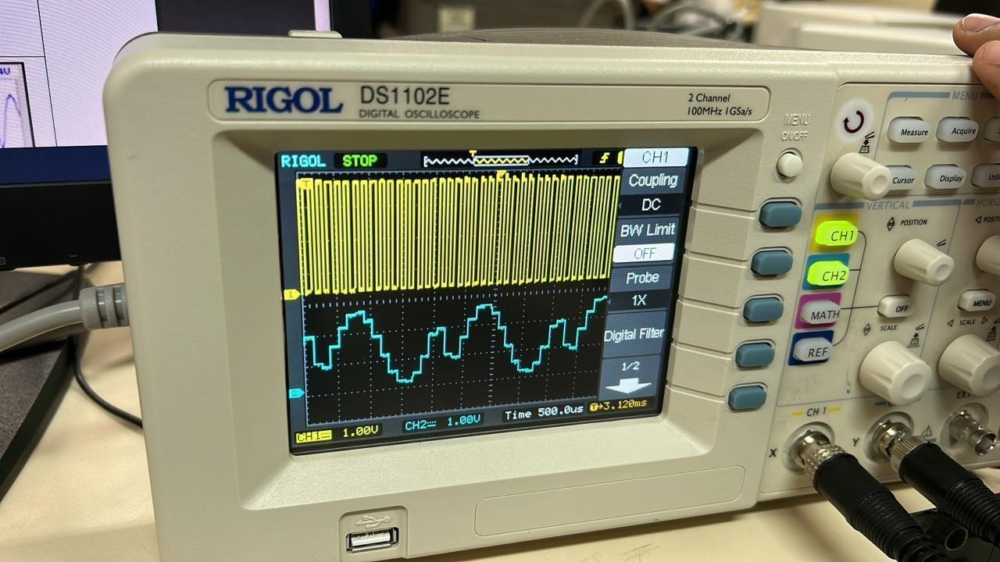 RIGOL DS1102E
DIGITAL OSCILLOSCOPE
2 Channel
100MHz 1GSa/s
MENU
ON/OFF
RIGOL STOP
T
CH1
Coupling
DC
BW Limit
OFF
Probe
1X
Digital Filter
1/2
1
2
CH1 1.00V CH2 1.00V Time 500.0us T→3.120ms
MENU
Measure
Acquire
Cursor
Display
VERTICAL
HORIZ
POSITION
CH1
CH2
MATH
OFF
REF
SCALE
MENU
SCALE
CH 1
X
Y